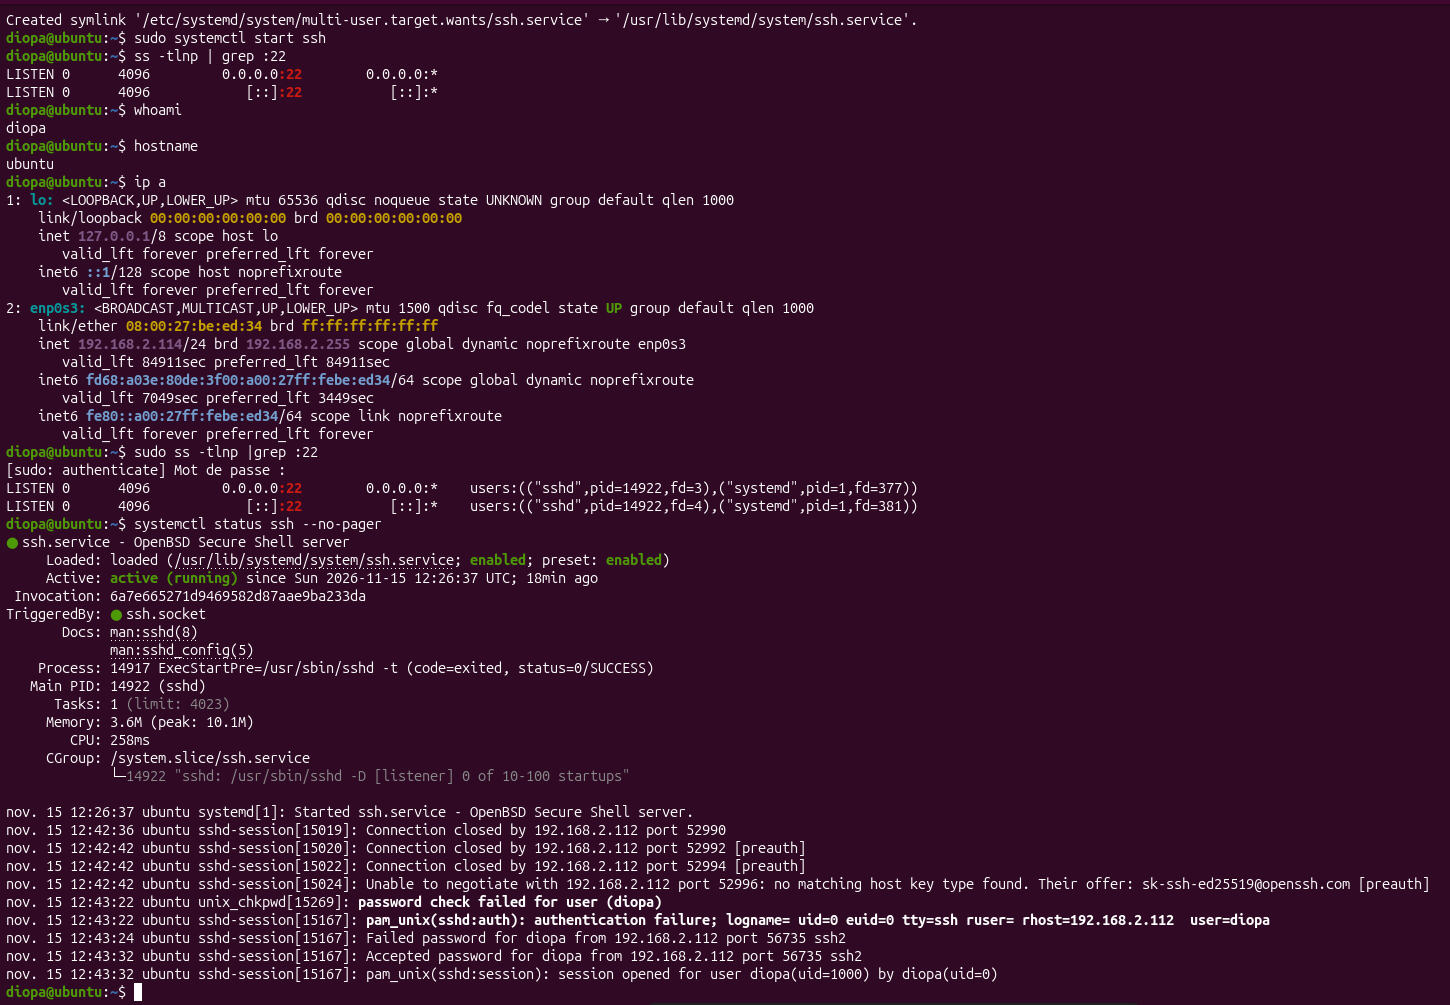 Created symlink '/etc/systemd/system/multi-user.target.wants/ssh.service' → '/usr/lib/systemd/system/ssh.service'.
diopa@ubuntu:~$ sudo systemctl start ssh
diopa@ubuntu:~$ ss -tlnp | grep :22
LISTEN 0      4096         0.0.0.0:22        0.0.0.0:*
LISTEN 0      4096            [::]:22           [::]:*
diopa@ubuntu:~$ whoami
diopa
diopa@ubuntu:~$ hostname
ubuntu
diopa@ubuntu:~$ ip a
1: lo: <LOOPBACK,UP,LOWER_UP> mtu 65536 qdisc noqueue state UNKNOWN group default qlen 1000
    link/loopback 00:00:00:00:00:00 brd 00:00:00:00:00:00
    inet 127.0.0.1/8 scope host lo
       valid_lft forever preferred_lft forever
    inet6 ::1/128 scope host noprefixroute
       valid_lft forever preferred_lft forever
2: enp0s3: <BROADCAST,MULTICAST,UP,LOWER_UP> mtu 1500 qdisc fq_codel state UP group default qlen 1000
    link/ether 08:00:27:be:ed:34 brd ff:ff:ff:ff:ff:ff
    inet 192.168.2.114/24 brd 192.168.2.255 scope global dynamic noprefixroute enp0s3
       valid_lft 84911sec preferred_lft 84911sec
    inet6 fd68:a03e:80de:3f00:a00:27ff:febe:ed34/64 scope global dynamic noprefixroute
       valid_lft 7049sec preferred_lft 3449sec
    inet6 fe80::a00:27ff:febe:ed34/64 scope link noprefixroute
       valid_lft forever preferred_lft forever
diopa@ubuntu:~$ sudo ss -tlnp |grep :22
[sudo: authenticate] Mot de passe :
LISTEN 0      4096         0.0.0.0:22        0.0.0.0:*    users:(("sshd",pid=14922,fd=3),("systemd",pid=1,fd=377))
LISTEN 0      4096            [::]:22           [::]:*    users:(("sshd",pid=14922,fd=4),("systemd",pid=1,fd=381))
diopa@ubuntu:~$ systemctl status ssh --no-pager
● ssh.service - OpenBSD Secure Shell server
     Loaded: loaded (/usr/lib/systemd/system/ssh.service; enabled; preset: enabled)
     Active: active (running) since Sun 2026-11-15 12:26:37 UTC; 18min ago
 Invocation: 6a7e665271d9469582d87aae9ba233da
TriggeredBy: ● ssh.socket
       Docs: man:sshd(8)
             man:sshd_config(5)
    Process: 14917 ExecStartPre=/usr/sbin/sshd -t (code=exited, status=0/SUCCESS)
   Main PID: 14922 (sshd)
      Tasks: 1 (limit: 4023)
     Memory: 3.6M (peak: 10.1M)
        CPU: 258ms
     CGroup: /system.slice/ssh.service
             └─14922 "sshd: /usr/sbin/sshd -D [listener] 0 of 10-100 startups"
nov. 15 12:26:37 ubuntu systemd[1]: Started ssh.service - OpenBSD Secure Shell server.
nov. 15 12:42:36 ubuntu sshd-session[15019]: Connection closed by 192.168.2.112 port 52990
nov. 15 12:42:42 ubuntu sshd-session[15020]: Connection closed by 192.168.2.112 port 52992 [preauth]
nov. 15 12:42:42 ubuntu sshd-session[15022]: Connection closed by 192.168.2.112 port 52994 [preauth]
nov. 15 12:42:42 ubuntu sshd-session[15024]: Unable to negotiate with 192.168.2.112 port 52996: no matching host key type found. Their offer: sk-ssh-ed25519@openssh.com [preauth]
nov. 15 12:43:22 ubuntu unix_chkpwd[15269]: password check failed for user (diopa)
nov. 15 12:43:22 ubuntu sshd-session[15167]: pam_unix(sshd:auth): authentication failure; logname= uid=0 euid=0 tty=ssh ruser= rhost=192.168.2.112  user=diopa
nov. 15 12:43:24 ubuntu sshd-session[15167]: Failed password for diopa from 192.168.2.112 port 56735 ssh2
nov. 15 12:43:32 ubuntu sshd-session[15167]: Accepted password for diopa from 192.168.2.112 port 56735 ssh2
nov. 15 12:43:32 ubuntu sshd-session[15167]: pam_unix(sshd:session): session opened for user diopa(uid=1000) by diopa(uid=0)
diopa@ubuntu:~$